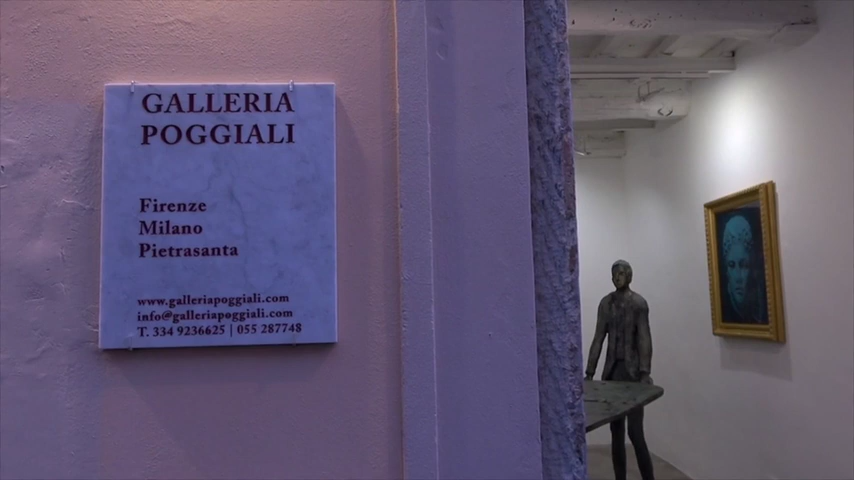 GALLERIA
POGGIALI
Firenze
Milano
Pietrasanta
www.galleriapoggiali.com
info@galleriapoggiali.com
T. 334 9236625 | 055 287748